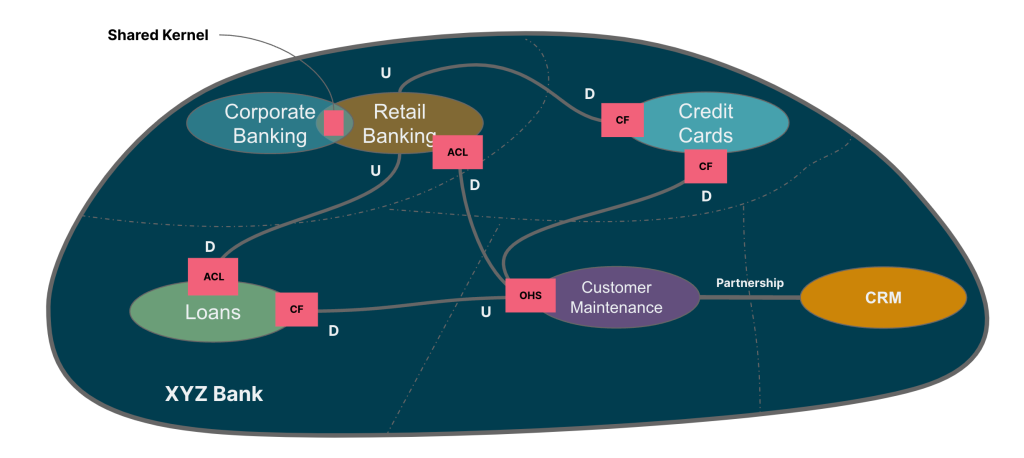 Shared Kernel
U
D
Corporate
Banking
Retail
Banking
CF
Credit
Cards
ACL
CF
U
D
D
D
ACL
OHS
Customer
Maintenance
Partnership
CRM
Loans
CF
U
D
XYZ Bank